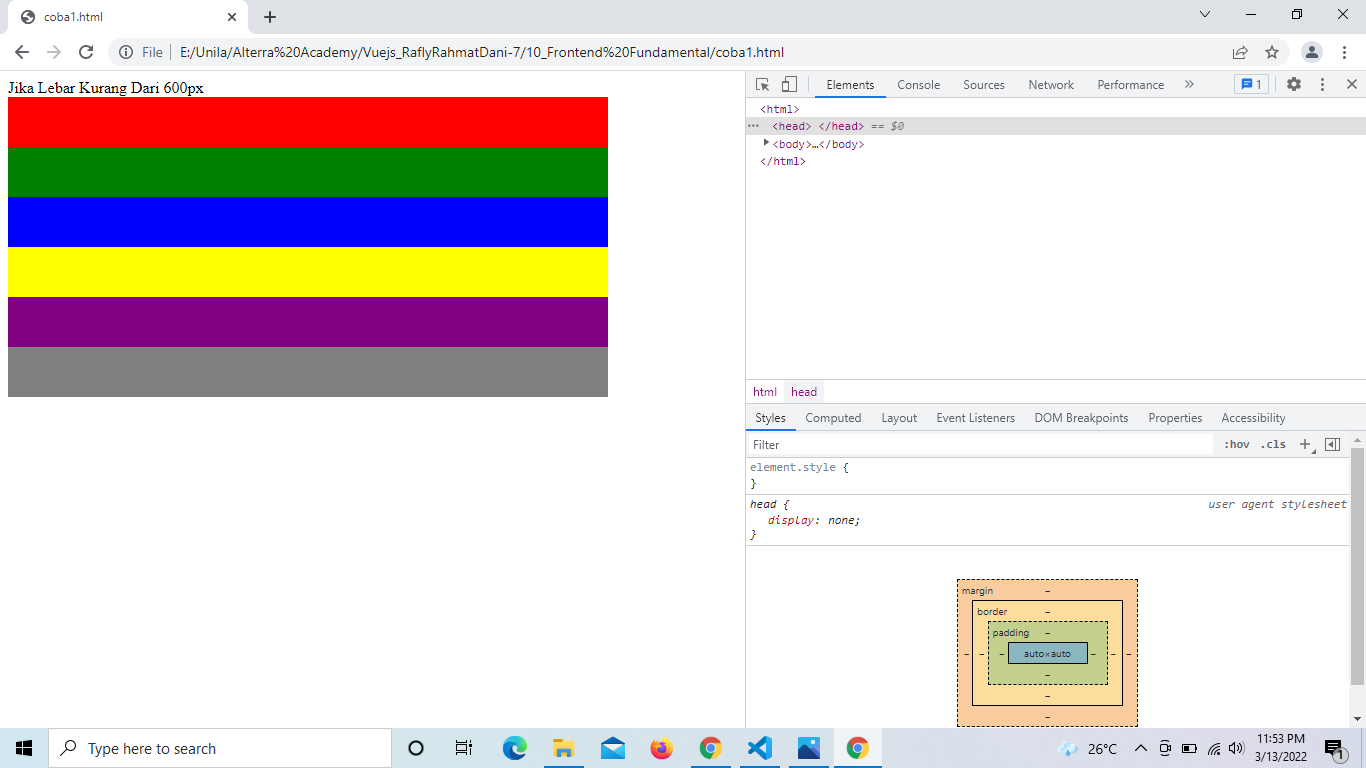 coba1.html
File
E:/Unila/Alterra%20Academy/Vuejs_RaflyRahmatDani-7/10_Frontend%20Fundamental/coba1.html
Jika Lebar Kurang Dari 600px
Elements Console Sources Network Performance » 1
<html>
<head> </head> == $0
<body>…</body>
</html>
html head
Styles Computed Layout Event Listeners DOM Breakpoints Properties Accessibility
Filter :hov .cls +
element.style {
}
head { user agent stylesheet
display: none;
}
margin –
border –
padding –
– – – auto×auto – – –
–
–
–
Type here to search
26°C
11:53 PM
3/13/2022
1